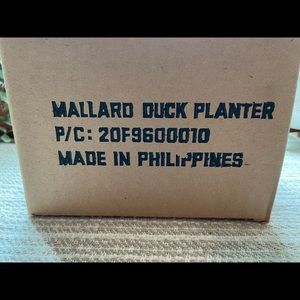 MALLARD DUCK PLANTER
P/C: 20F9600010
MADE IN PHILIPPINES